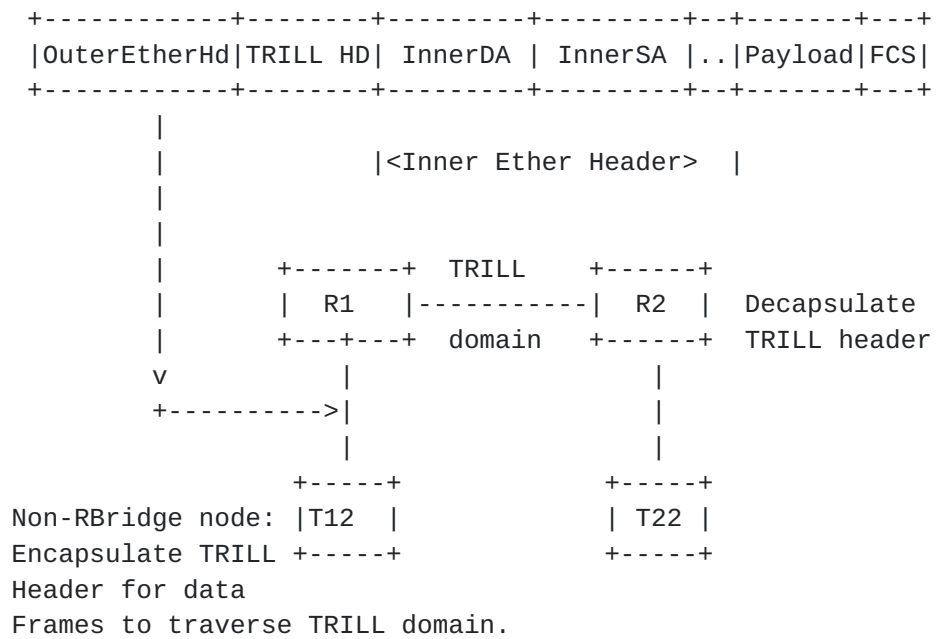 +------------+--------+---------+---------+--+-------+---+
|OuterEtherHd|TRILL HD| InnerDA | InnerSA |..|Payload|FCS|
+------------+--------+---------+---------+--+-------+---+
        |
        |             |<Inner Ether Header>  |
        |
        |
        |       +-------+  TRILL    +------+
        |       |  R1   |-----------|  R2  |  Decapsulate
        |       +---+---+  domain   +------+  TRILL header
        v           |                   |
        +---------->|                   |
                    |                   |
                 +-----+             +-----+
Non-RBridge node: |T12  |             | T22 |
Encapsulate TRILL +-----+             +-----+
Header for data
Frames to traverse TRILL domain.